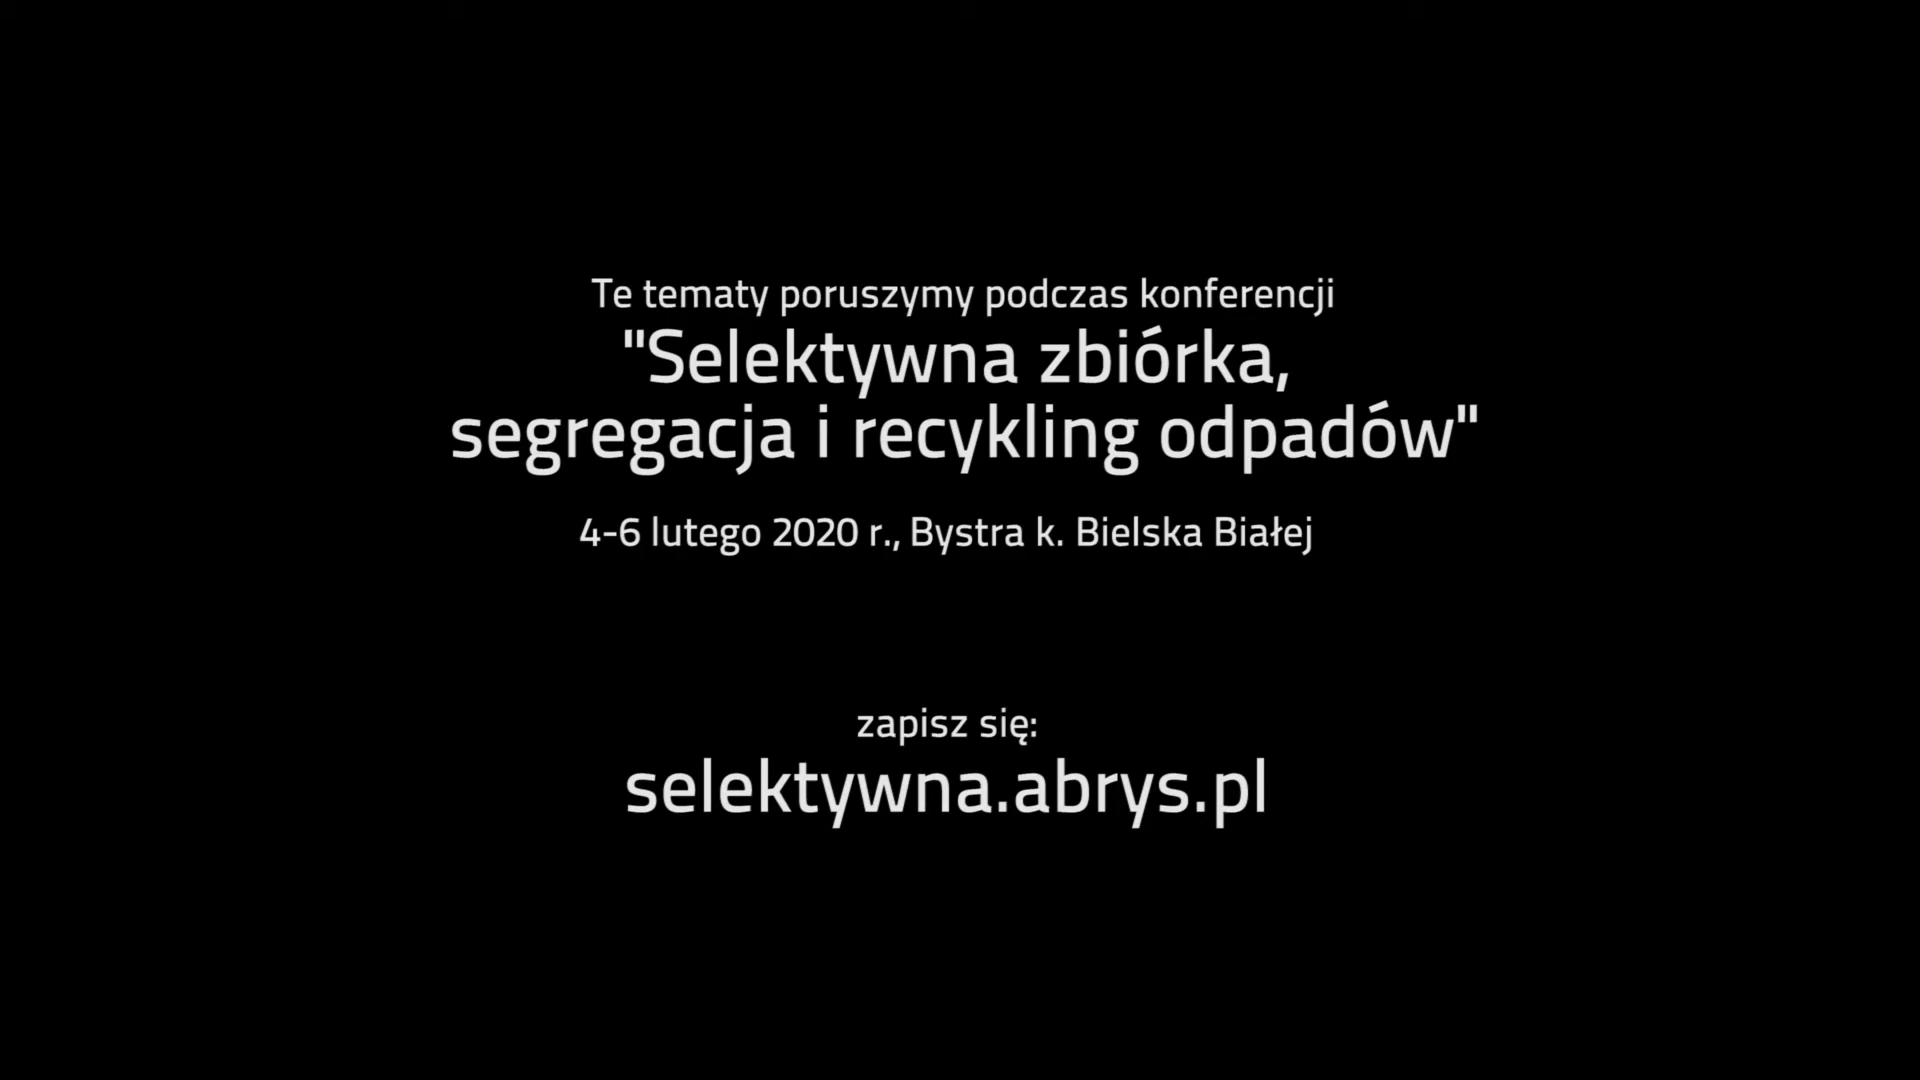 Te tematy poruszymy podczas konferencji
"Selektywna zbiórka,
segregacja i recykling odpadów"
4-6 lutego 2020 r., Bystra k. Bielska Białej
zapisz się:
selektywna.abrys.pl